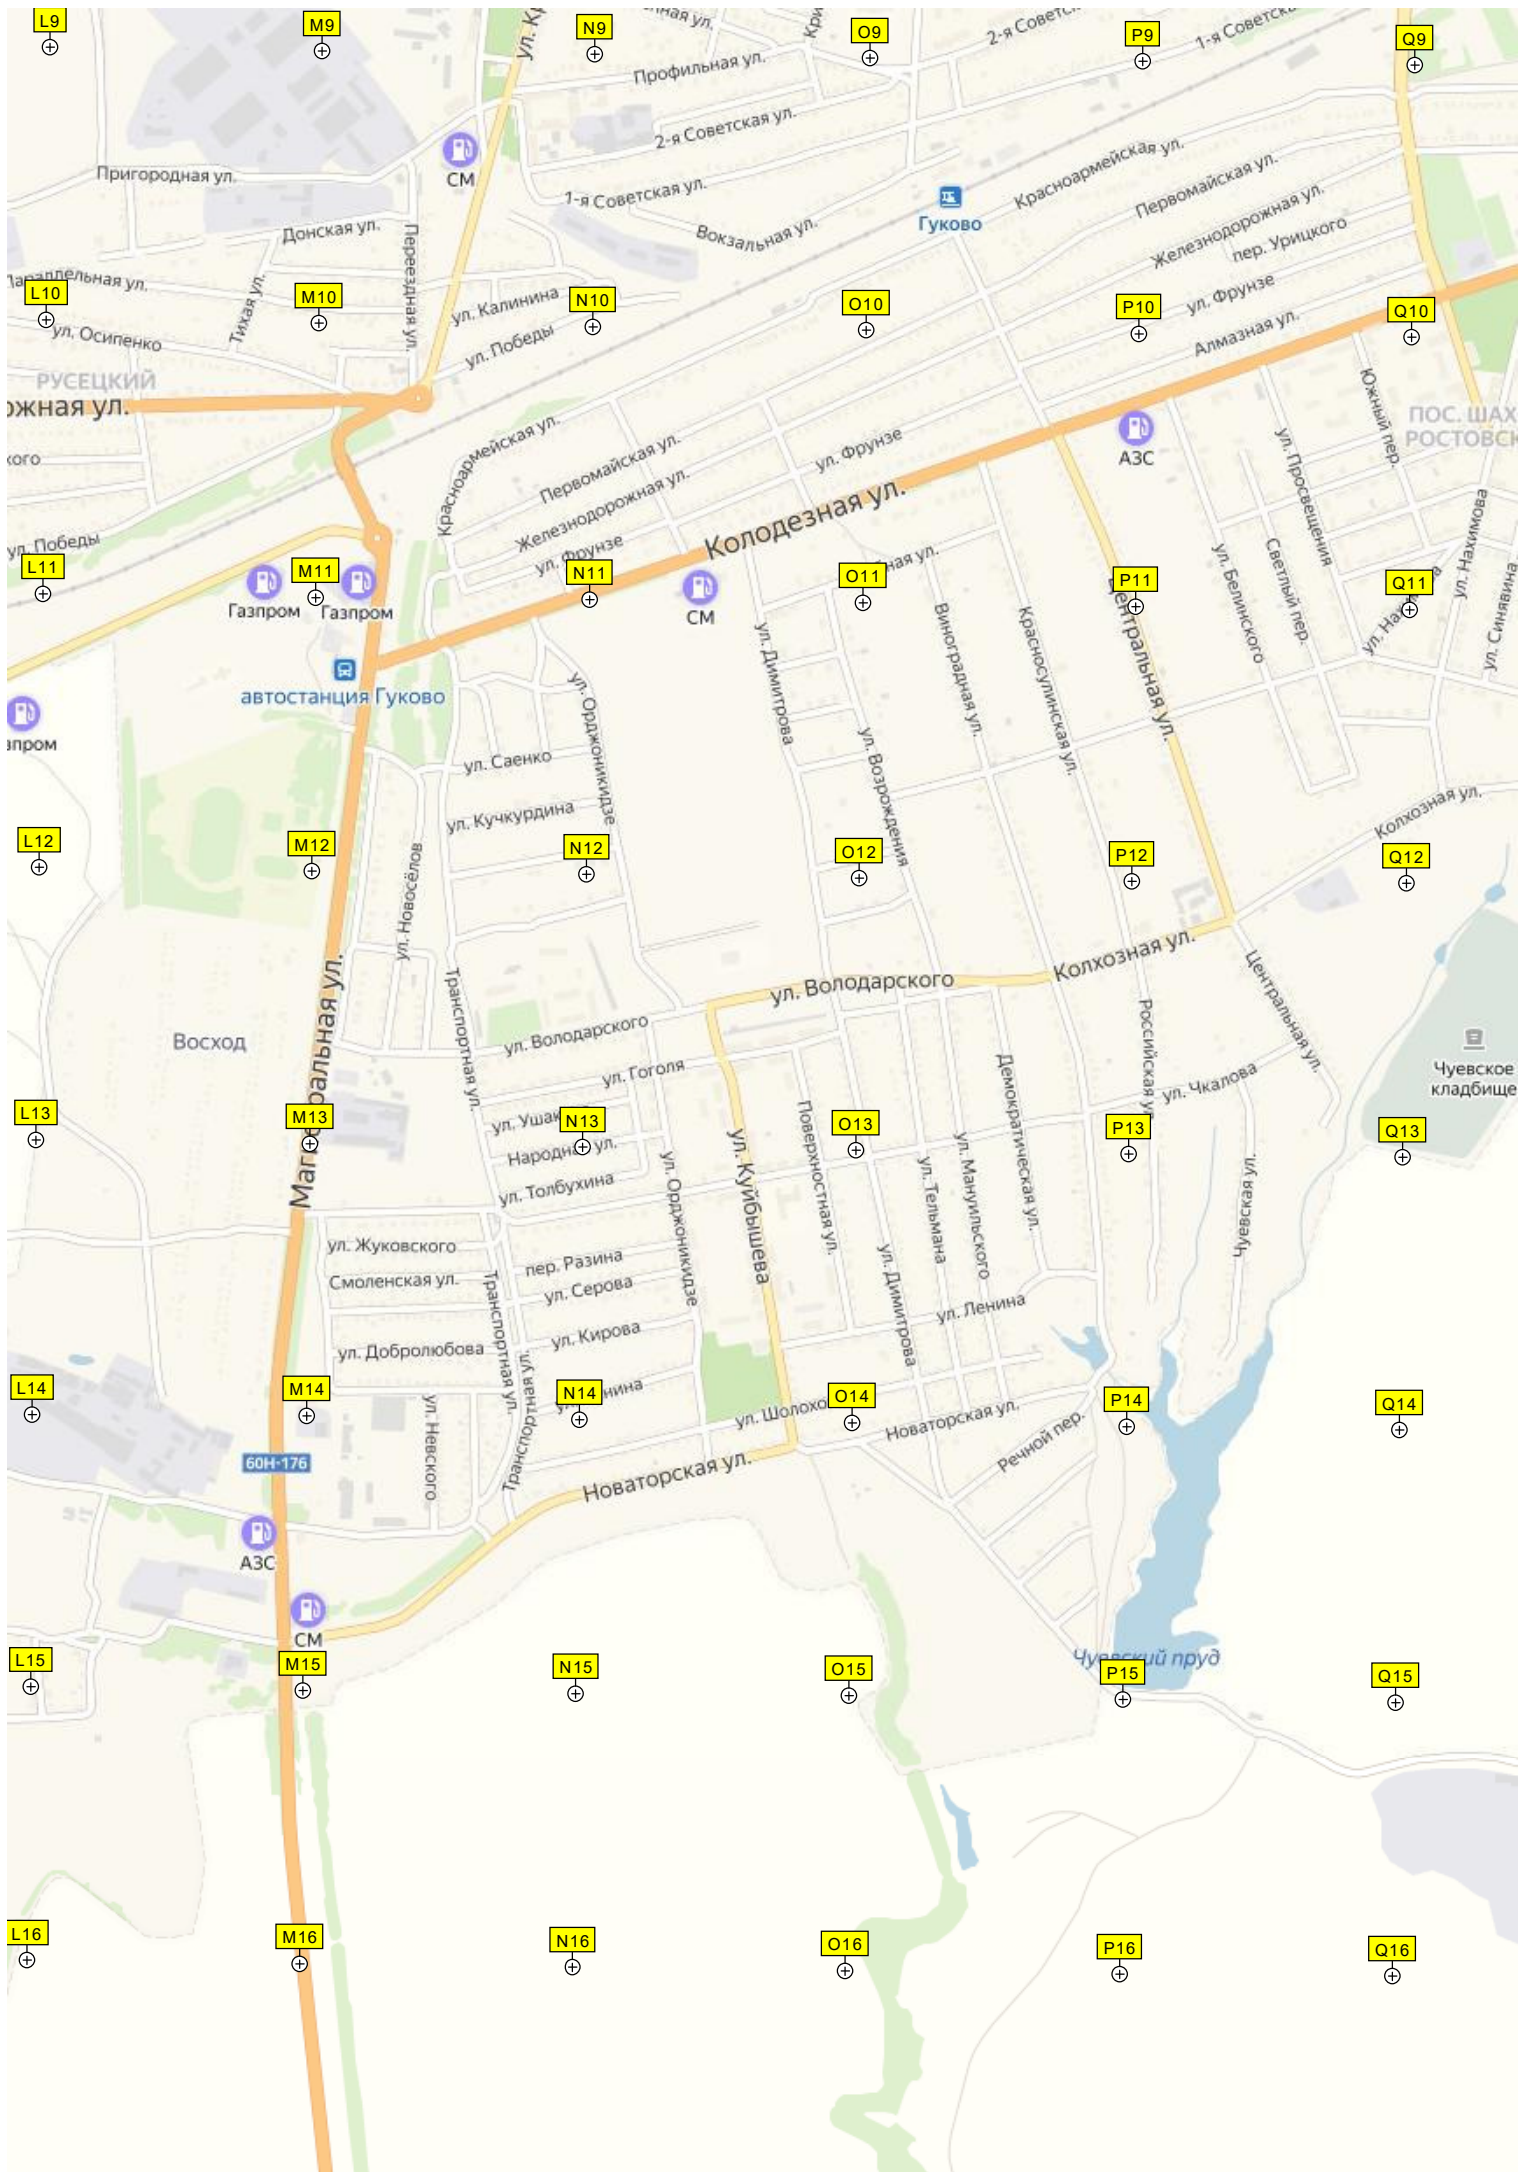 L9
M9
N9
O9
P9
Q9
2-я Советск
1-я Советска
Профильная ул.
2-я Советская ул.
СМ
Пригородная ул.
1-я Советская ул.
Красноармейская ул.
Первомайская ул.
Гуково
Донская ул.
Переездная ул.
Вокзальная ул.
Железнодорожная ул.
пер. Урицкого
Параллельная ул.
Тихая ул.
ул. Калинина
ул. Фрунзе
L10
M10
N10
O10
P10
Q10
ул. Осипенко
ул. Победы
Алмазная ул.
РУСЕЦКИЙ
ожная ул.
Южный пер.
ПОС. ШАХ
РОСТОВСК
АЗС
Красноармейская ул.
Первомайская ул.
ул. Фрунзе
кого
Железнодорожная ул.
Колодезная ул.
ул. Просвещения
ул. Победы
ул. Фрунзе
Светлый пер.
ул. Белинского
ул. Нахимова
L11
M11
N11
O11
P11
Q11
ная ул.
Газпром
Газпром
СМ
ул. Синявина
автостанция Гуково
ул. Орджоникидзе
ул. Димитрова
Виноградная ул.
Красносулинская ул.
Центральная ул.
зпром
ул. Саенко
ул. Возрождения
Колхозная ул.
ул. Кучкурдина
L12
M12
N12
O12
P12
Q12
ул. Новосёлов
Колхозная ул.
Магистральная ул.
Транспортная ул.
ул. Володарского
Центральная ул.
Восход
ул. Володарского
Российская ул.
Чуевское
кладбище
ул. Гоголя
Демократическая ул.
ул. Чкалова
L13
M13
N13
O13
P13
Q13
Народная ул.
ул. Толбухина
ул. Орджоникидзе
ул. Куйбышева
Поверхностная ул.
ул. Тельмана
ул. Мануильского
Чуевская ул.
ул. Жуковского
пер. Разина
Смоленская ул.
ул. Серова
Транспортная ул.
ул. Димитрова
ул. Ленина
ул. Кирова
ул. Добролюбова
L14
M14
N14
O14
P14
Q14
нина
ул. Невского
Транспортная ул.
ул. Шолохо
Новаторская ул.
Речной пер.
60Н-176
Новаторская ул.
АЗС
СМ
Чуевский пруд
L15
M15
N15
O15
P15
Q15
L16
M16
N16
O16
P16
Q16